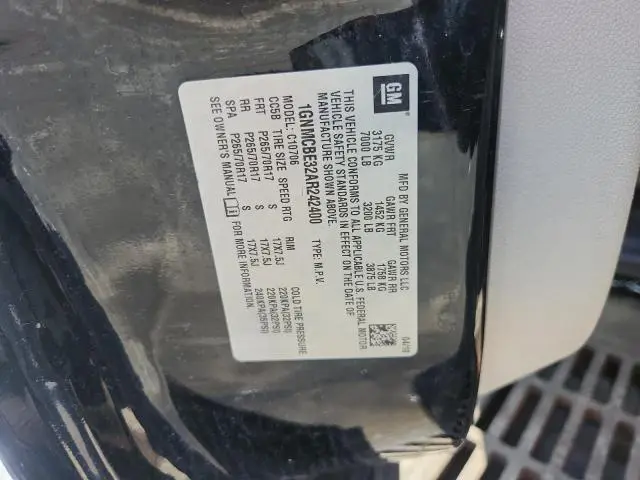 GM
MFD BY GENERAL MOTORS LLC
04/10
GVWR GAWR FRT GAWR RR
3175 KG 1452 KG 1758 KG
7000 LB 3200 LB 3875 LB
THIS VEHICLE CONFORMS TO ALL APPLICABLE U.S. FEDERAL MOTOR
VEHICLE SAFETY STANDARDS IN EFFECT ON THE DATE OF
MANUFACTURE SHOWN ABOVE.
1GNMCBE32AR242400 TYPE: M.P.V.
MODEL: C10706
CC5B TIRE SIZE SPEED RTG RIM COLD TIRE PRESSURE
FRT P265/70R17 S 17X7.5J 220KPA(32PSI)
RR P265/70R17 S 17X7.5J 220KPA(32PSI)
SPA P265/70R17 S 17X7.5J 240KPA(35PSI)
SEE OWNER'S MANUAL FOR MORE INFORMATION.